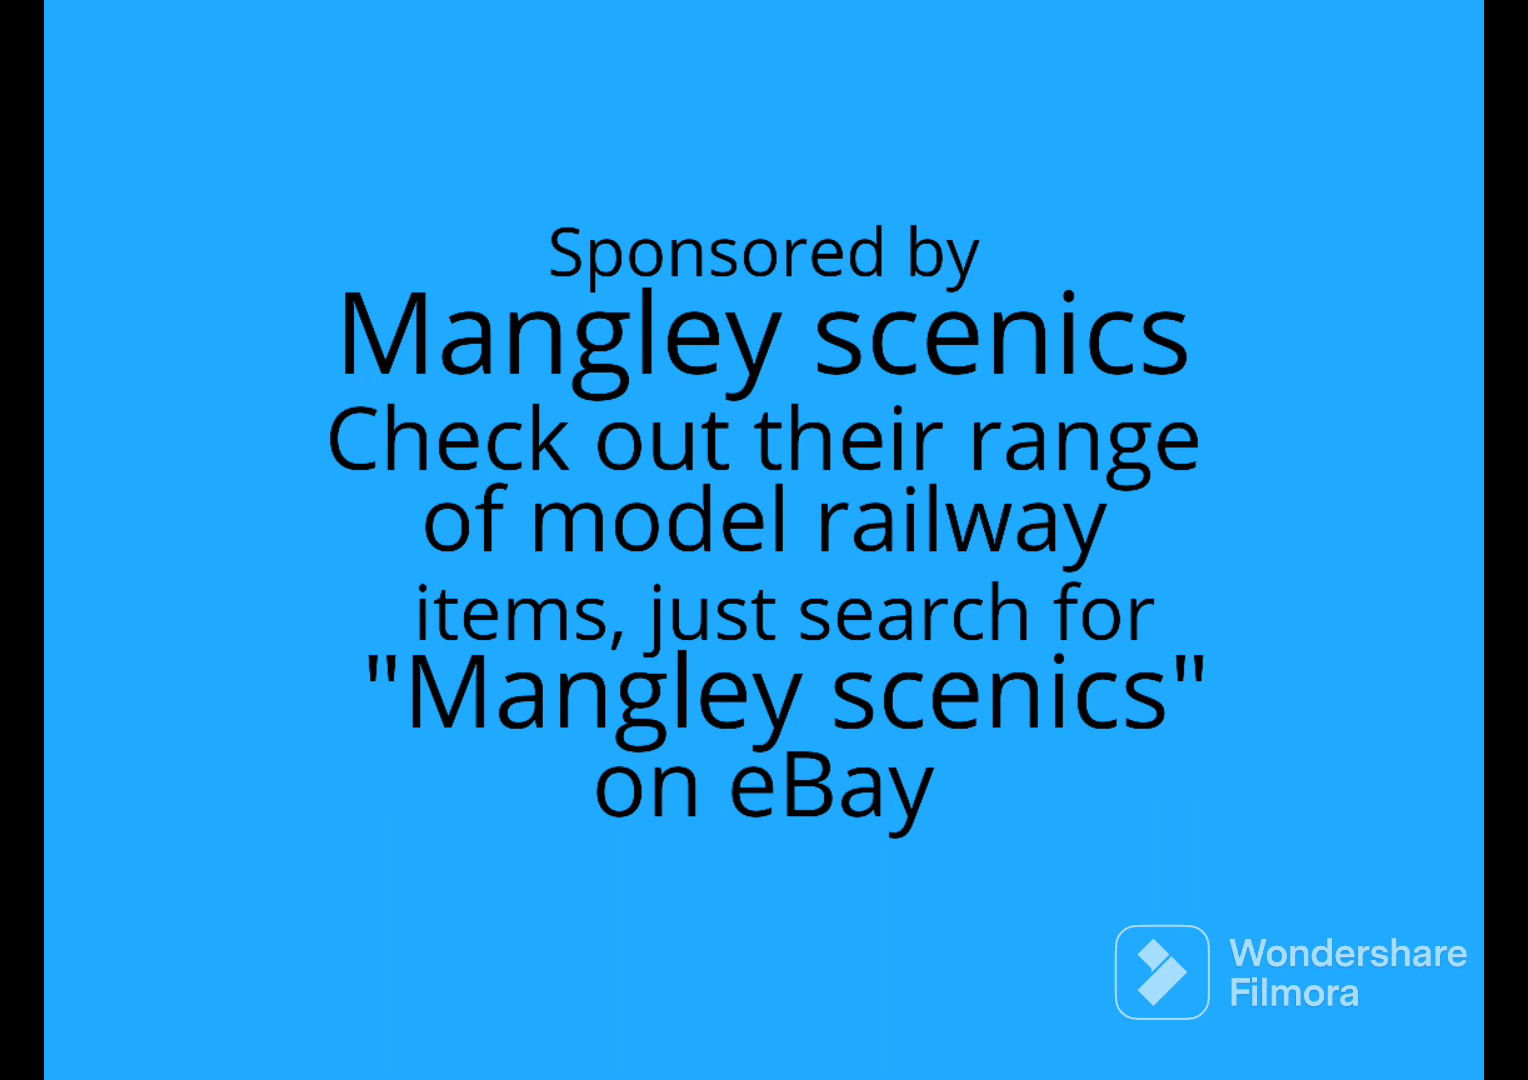 Sponsored by
Mangley scenics
Check out their range
of model railway
items, just search for
"Mangley scenics"
on eBay
Wondershare
Filmora